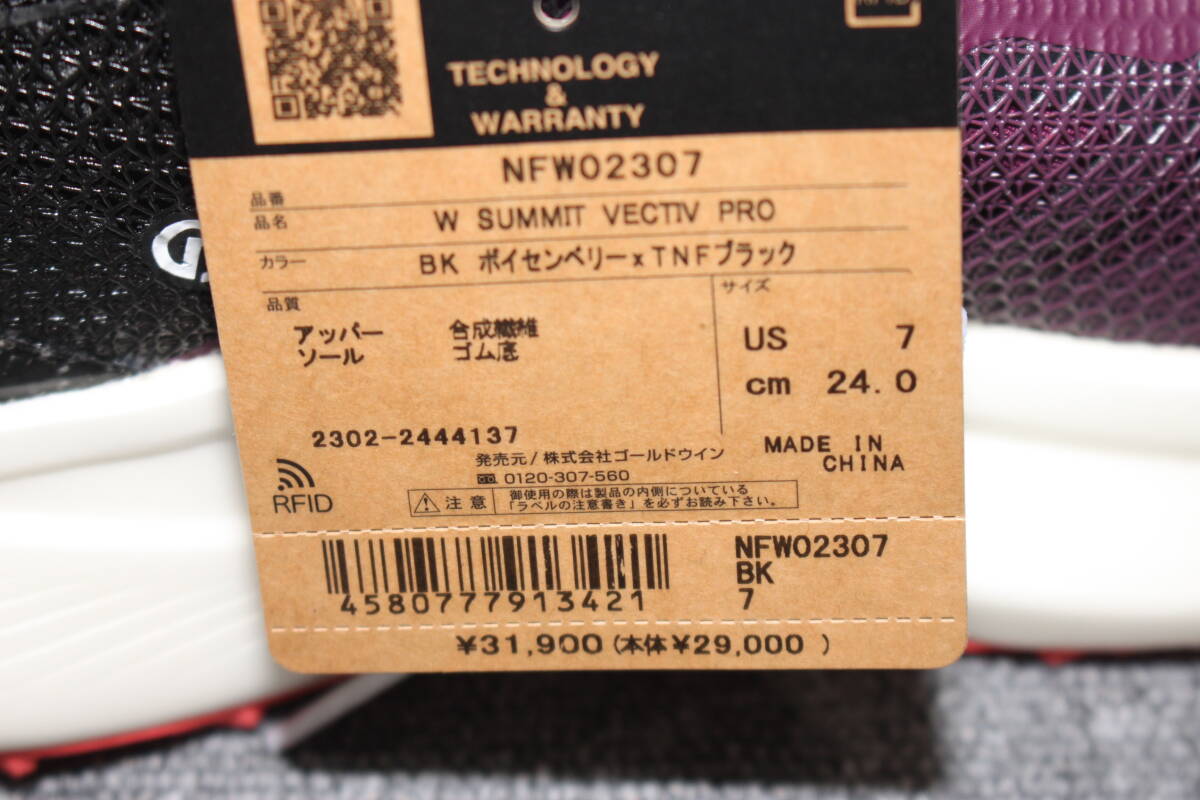 TECHNOLOGY
&
WARRANTY
品番 NFW02307
品名 W SUMMIT VECTIV PRO
カラー BK ボイセンベリーxTNFブラック
品質
アッパー 合成繊維
ソール ゴム底
サイズ
US 7
cm 24.0
2302-2444137
MADE IN
CHINA
発売元/株式会社ゴールドウイン
0120-307-560
RFID
注意 御使用の際は製品の内側についている
「ラベルの注意書き」を必ずお読み下さい。
4580777913421
NFW02307
BK
7
¥31,900(本体¥29,000 )